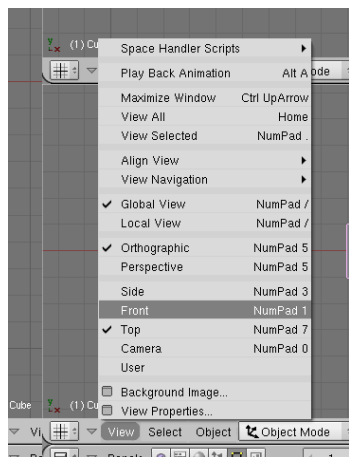 (1) Cu
Space Handler Scripts
Play Back Animation Alt A
ode
Maximize Window Ctrl UpArrow
View All Home
View Selected NumPad .
Align View
View Navigation
Global View NumPad /
Local View NumPad /
Orthographic NumPad 5
Perspective NumPad 5
Side NumPad 3
Front NumPad 1
Top NumPad 7
Camera NumPad 0
User
Background Image...
View Properties...
Cube
(1) Cu
Vi
View Select Object Object Mode
Panels
1